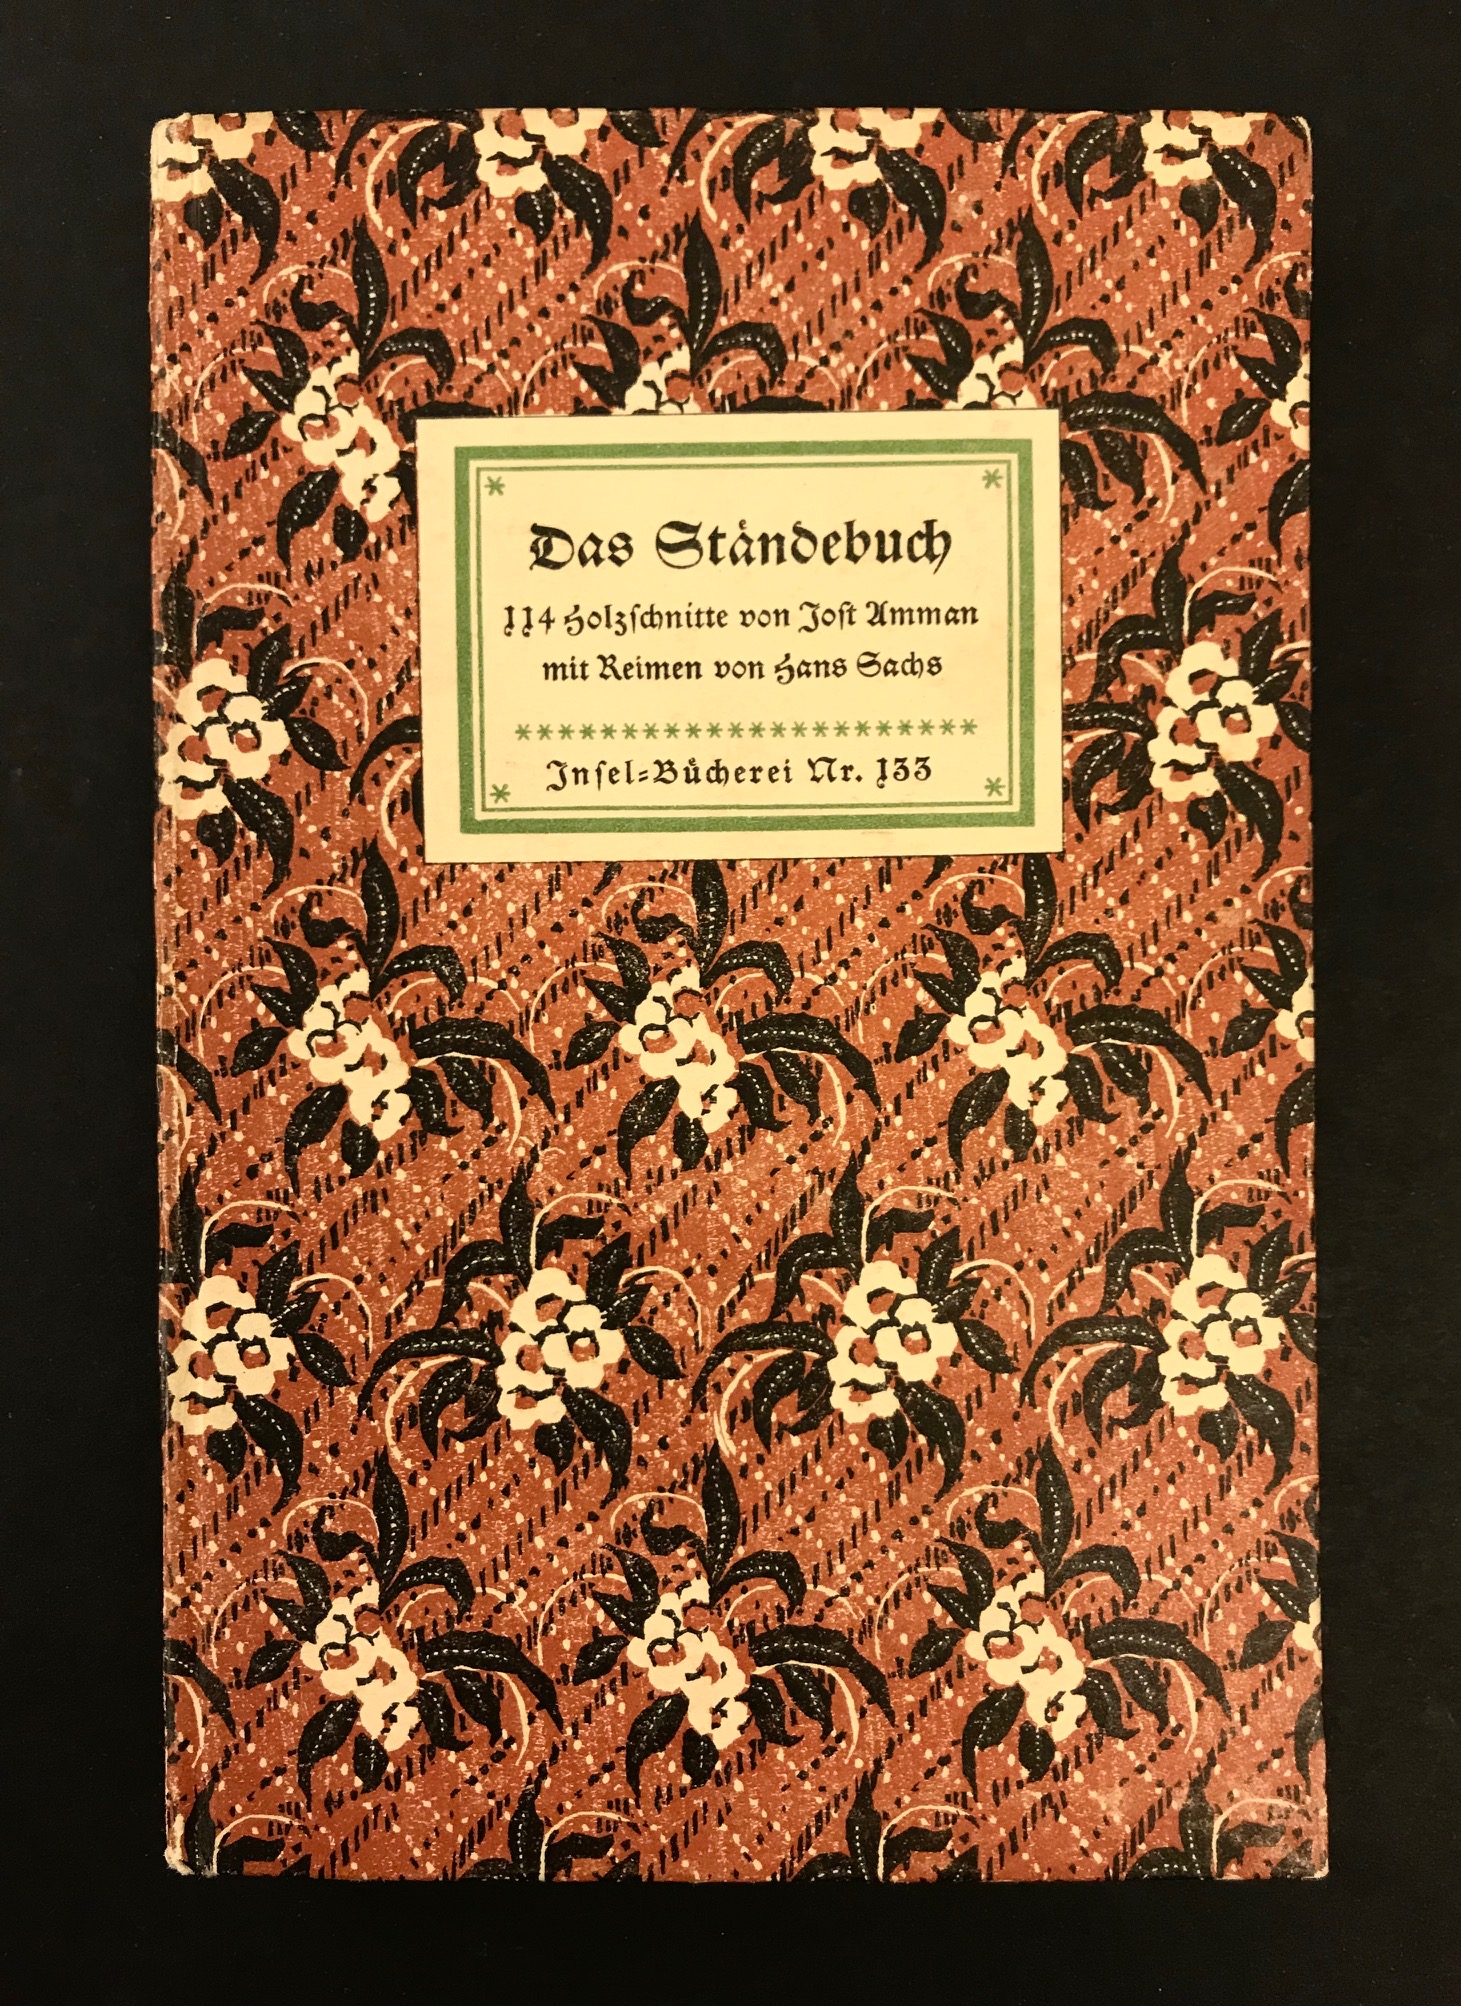 Das Ständebuch
114 Holzſchnitte von Joſt Amman
mit Reimen von Hans Sachs
Inſel=Bücherei Nr. 133